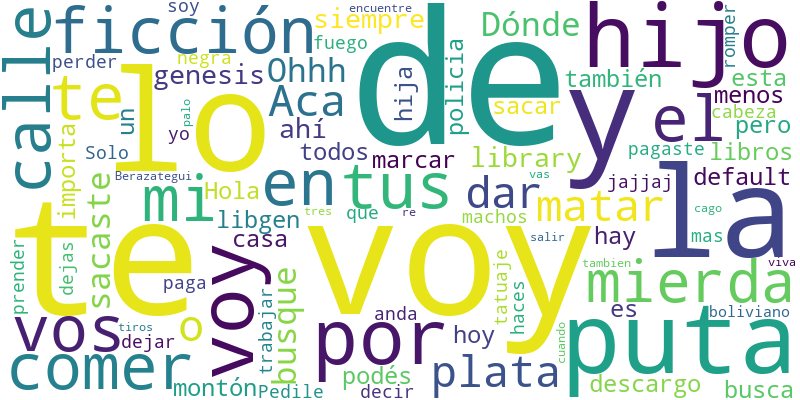 soy
encuentre
ficción
siempre
Dónde
hijo
romper
calle
perder
negra
fuego
genesis
Ohhh
policia
de
también
esta
te
lo
Aca
hija
sacar
y
el
menos
cabeza
un
palo
yo
ahí
pero
importa
Solo
todos
marcar
library
pagaste
libros
Berazategui
Hola
en
tus
vas
jajjaj
default
mi
dar
matar
la
sacaste
libgen
tres
que
re
machos
cago
te
voy
voy
casa
hay
mas
dejas
salir
prender
busque
tatuaje
tambien
viva
paga
mierda
vos
o
trabajar
anda
haces
es
boliviano
tiros
dejar
por
hoy
puta
comer
cuando
montón
Pedile
podés
plata
decir
descargo
busca